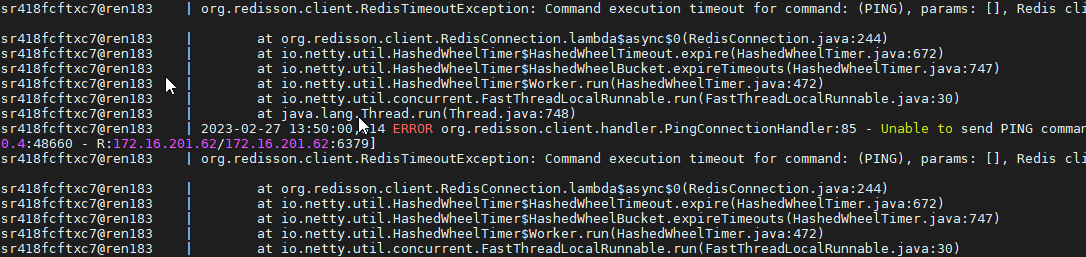 sr418fcftxc7@ren183    | org.redisson.client.RedisTimeoutException: Command execution timeout for command: (PING), params: [], Redis cli
sr418fcftxc7@ren183    |         at org.redisson.client.RedisConnection.lambda$async$0(RedisConnection.java:244)
sr418fcftxc7@ren183    |         at io.netty.util.HashedWheelTimer$HashedWheelTimeout.expire(HashedWheelTimer.java:672)
sr418fcftxc7@ren183    |         at io.netty.util.HashedWheelTimer$HashedWheelBucket.expireTimeouts(HashedWheelTimer.java:747)
sr418fcftxc7@ren183    |         at io.netty.util.HashedWheelTimer$Worker.run(HashedWheelTimer.java:472)
sr418fcftxc7@ren183    |         at io.netty.util.concurrent.FastThreadLocalRunnable.run(FastThreadLocalRunnable.java:30)
sr418fcftxc7@ren183    |         at java.lang.Thread.run(Thread.java:748)
sr418fcftxc7@ren183    | 2023-02-27 ERROR org.redisson.client.handler.PingConnectionHandler:85 - Unable to send PING comman
0.4:48660 - R:172.16.201.62/172.16.201.62:6379]
sr418fcftxc7@ren183    | org.redisson.client.RedisTimeoutException: Command execution timeout for command: (PING), params: [], Redis cli
sr418fcftxc7@ren183    |         at org.redisson.client.RedisConnection.lambda$async$0(RedisConnection.java:244)
sr418fcftxc7@ren183    |         at io.netty.util.HashedWheelTimer$HashedWheelTimeout.expire(HashedWheelTimer.java:672)
sr418fcftxc7@ren183    |         at io.netty.util.HashedWheelTimer$HashedWheelBucket.expireTimeouts(HashedWheelTimer.java:747)
sr418fcftxc7@ren183    |         at io.netty.util.HashedWheelTimer$Worker.run(HashedWheelTimer.java:472)
sr418fcftxc7@ren183    |         at io.netty.util.concurrent.FastThreadLocalRunnable.run(FastThreadLocalRunnable.java:30)